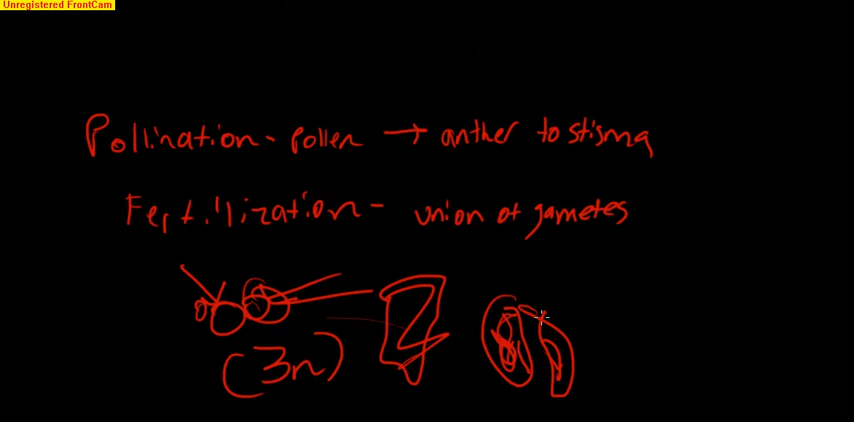 Unregistered FrontCam
Pollination - pollen → anther to stigma
Fertilization - union of gametes
(3n)